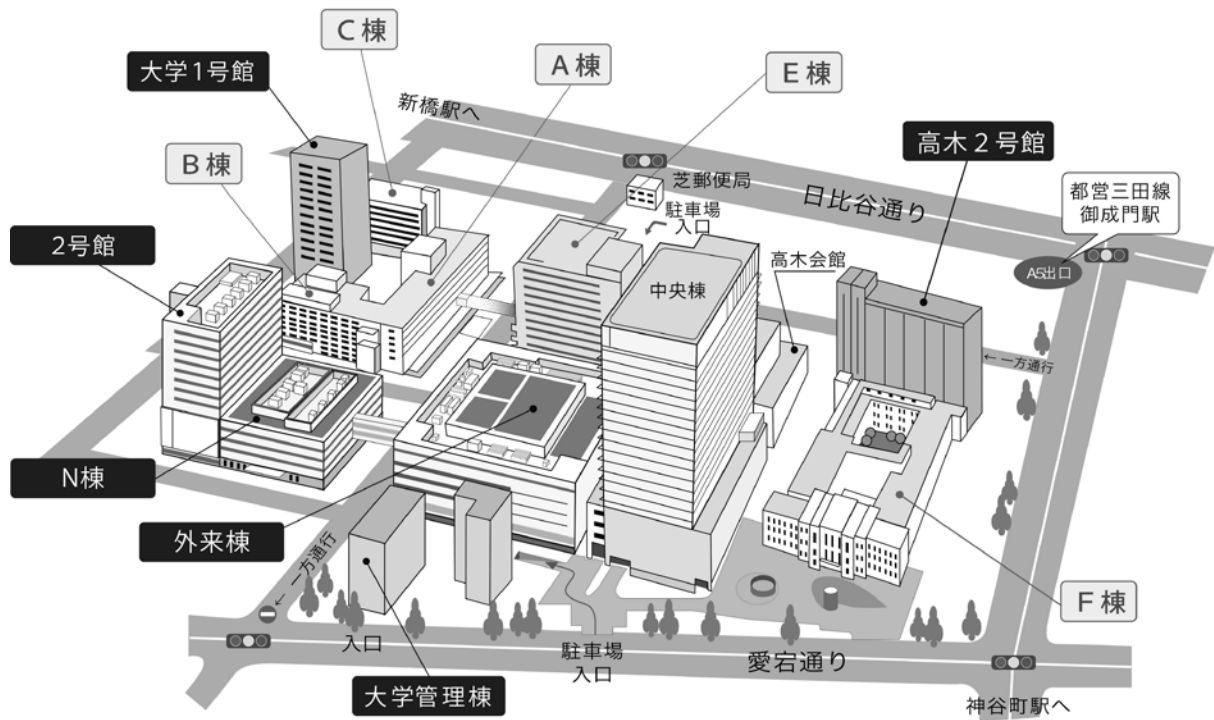 C棟
大学1号館
A棟
E棟
新橋駅へ
高木2号館
B棟
芝郵便局
日比谷通り
都営三田線
御成門駅
駐車場
入口
2号館
A5出口
高木会館
中央棟
←一方通行
N棟
外来棟
←一方通行
F棟
入口
駐車場
入口
愛宕通り
大学管理棟
神谷町駅へ